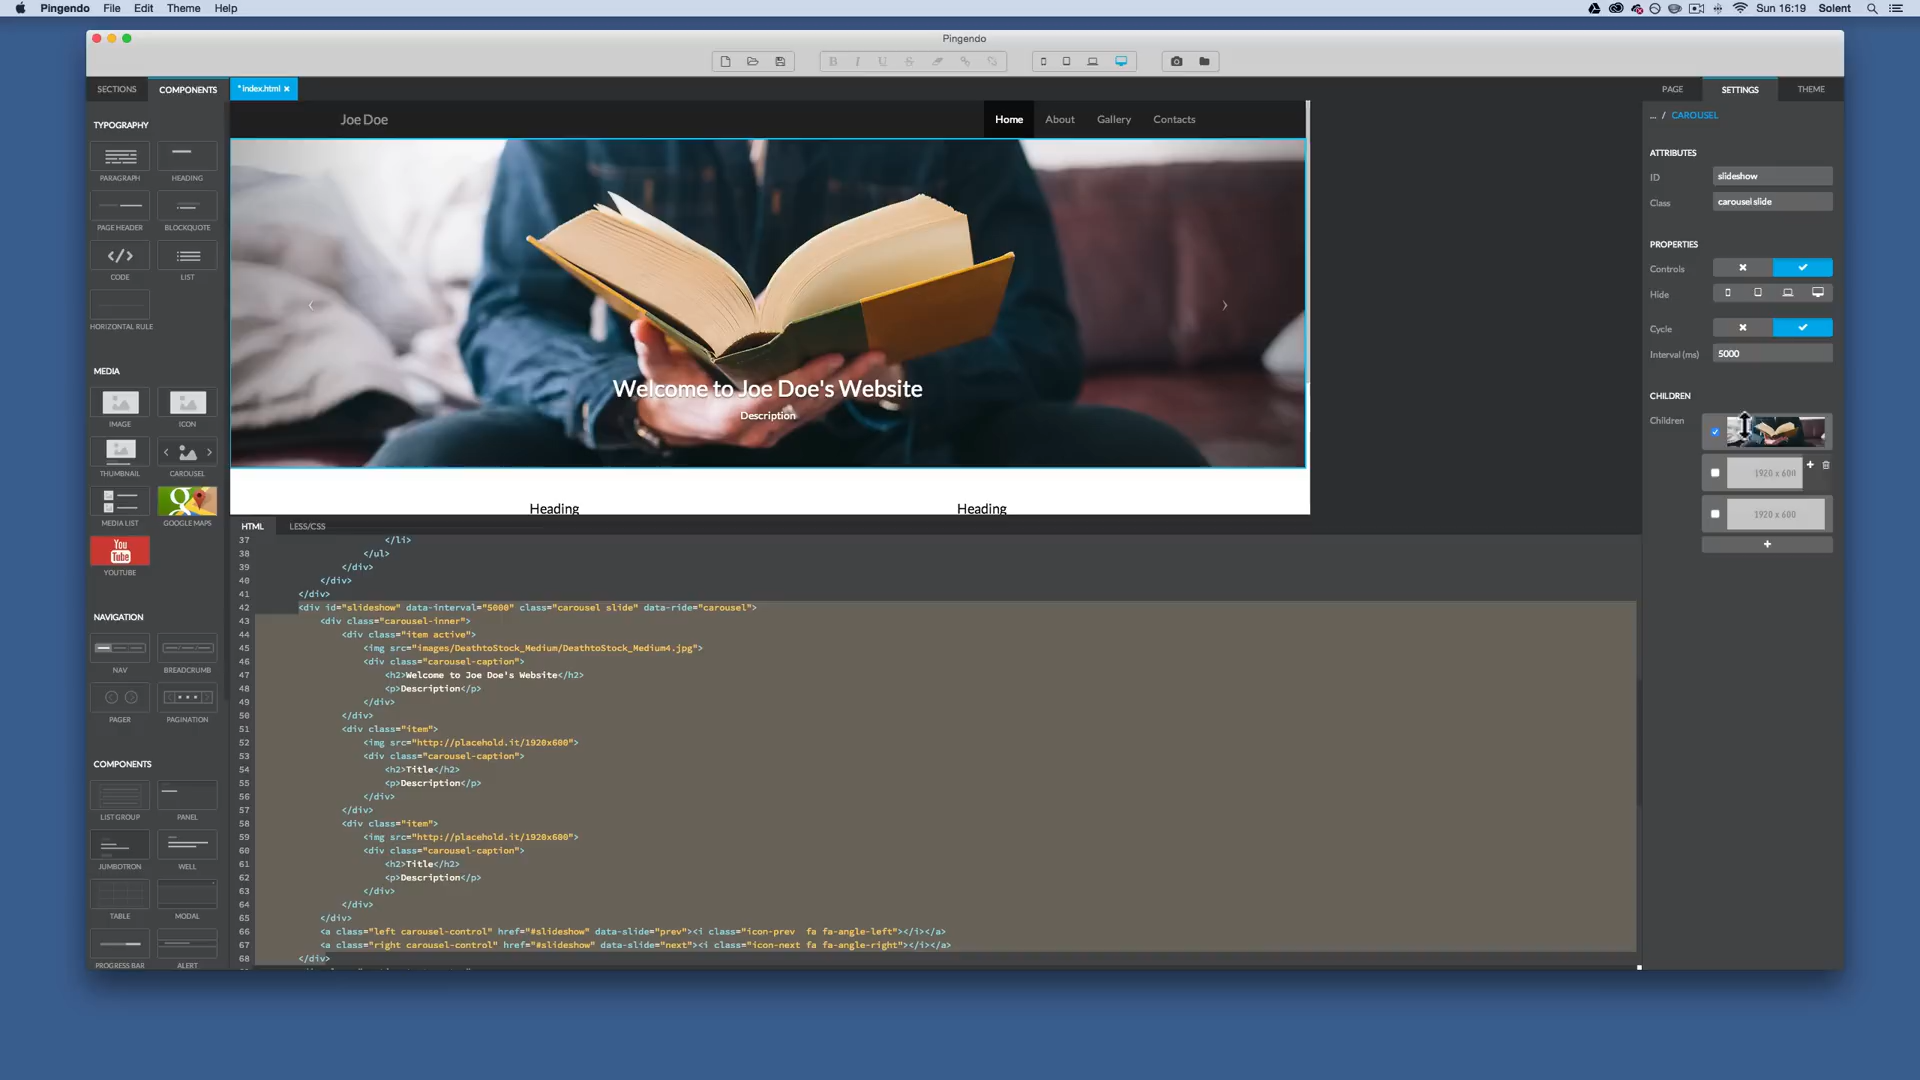 Pingendo File Edit Theme Help
Sun 16:19 Solent
Pingendo
SECTIONS COMPONENTS
*index.html ×
PAGE SETTINGS THEME
TYPOGRAPHY
PARAGRAPH HEADING
PAGE HEADER BLOCKQUOTE
CODE LIST
HORIZONTAL RULE
MEDIA
IMAGE ICON
THUMBNAIL CAROUSEL
MEDIA LIST GOOGLE MAPS
You
Tube
YOUTUBE
NAVIGATION
NAV BREADCRUMB
PAGER PAGINATION
COMPONENTS
LIST GROUP PANEL
JUMBOTRON WELL
TABLE MODAL
PROGRESS BAR ALERT
Joe Doe
Home About Gallery Contacts
Welcome to Joe Doe's Website
Description
Heading Heading
HTML LESS/CSS
37 </li>
38 </ul>
39 </div>
40 </div>
41 </div>
42 <div id="slideshow" data-interval="5000" class="carousel slide" data-ride="carousel">
43 <div class="carousel-inner">
44 <div class="item active">
45 <img src="images/DeathtoStock_Medium/DeathtoStock_Medium4.jpg">
46 <div class="carousel-caption">
47 <h2>Welcome to Joe Doe's Website</h2>
48 <p>Description</p>
49 </div>
50 </div>
51 <div class="item">
52 <img src="http://placehold.it/1920x600">
53 <div class="carousel-caption">
54 <h2>Title</h2>
55 <p>Description</p>
56 </div>
57 </div>
58 <div class="item">
59 <img src="http://placehold.it/1920x600">
60 <div class="carousel-caption">
61 <h2>Title</h2>
62 <p>Description</p>
63 </div>
64 </div>
65 </div>
66 <a class="left carousel-control" href="#slideshow" data-slide="prev"><i class="icon-prev  fa fa-angle-left"></i></a>
67 <a class="right carousel-control" href="#slideshow" data-slide="next"><i class="icon-next fa fa-angle-right"></i></a>
68 </div>
... / CAROUSEL
ATTRIBUTES
ID slideshow
Class carousel slide
PROPERTIES
Controls
Hide
Cycle
Interval (ms) 5000
CHILDREN
Children
1920 x 600
1920 x 600